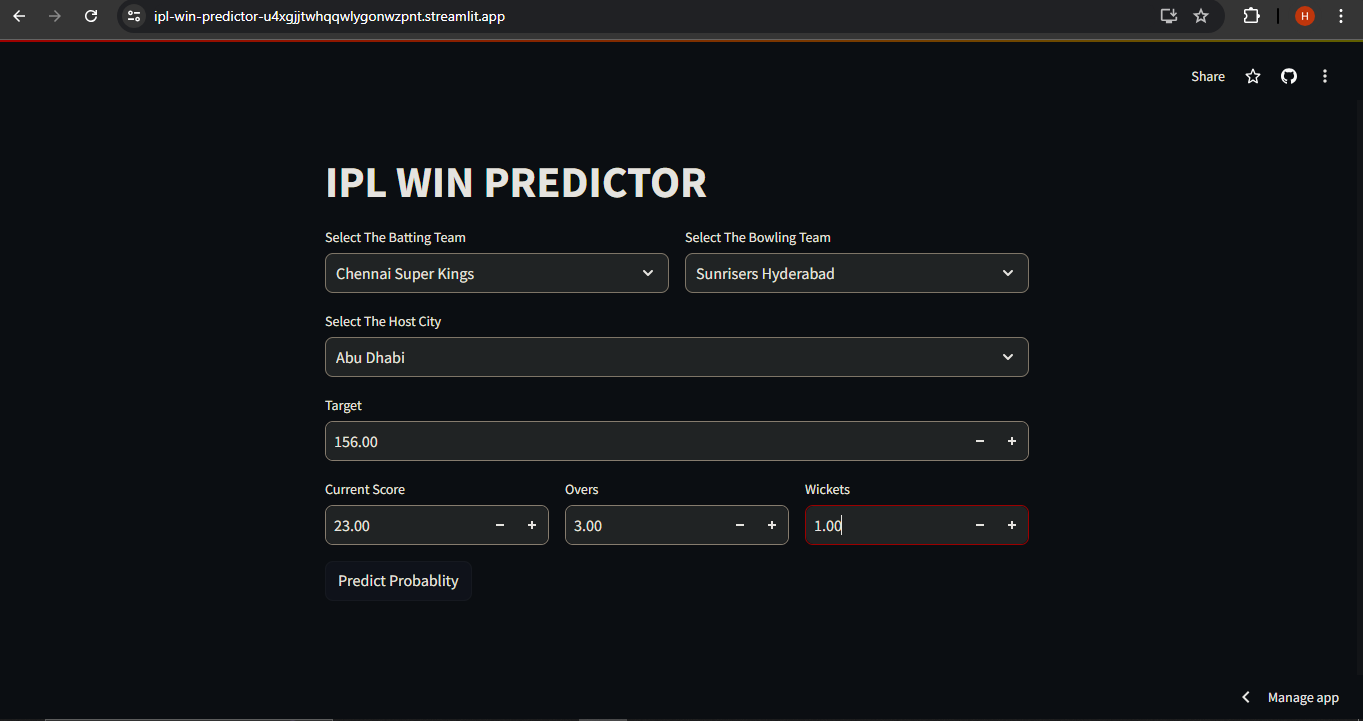 ipl-win-predictor-u4xgjjtwhqqwlygonwzpnt.streamlit.app
H
Share
IPL WIN PREDICTOR
Select The Batting Team
Select The Bowling Team
Chennai Super Kings
Sunrisers Hyderabad
Select The Host City
Abu Dhabi
Target
156.00
Current Score
Overs
Wickets
23.00
3.00
1.00
Predict Probablity
Manage app